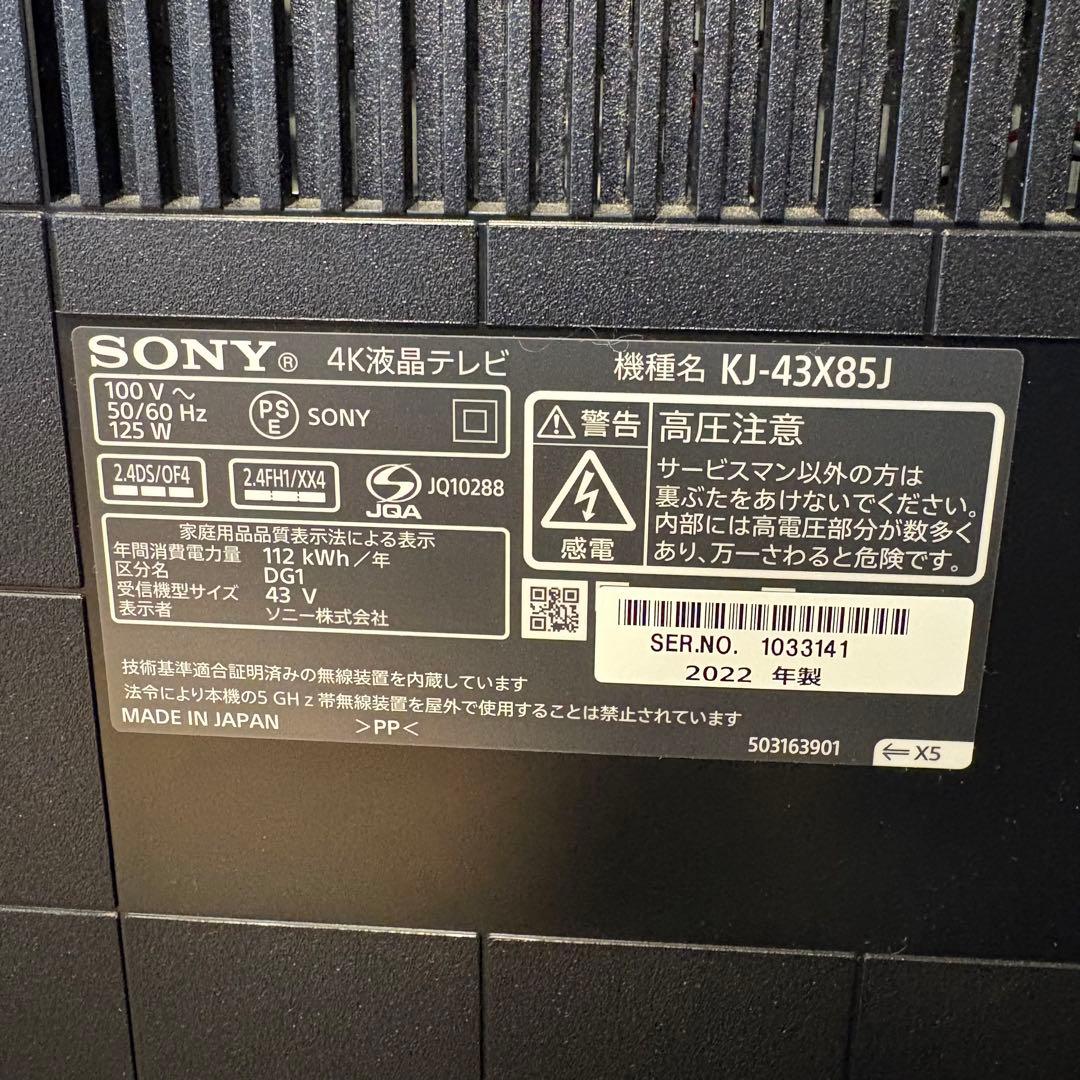 SONY® 4K液晶テレビ 機種名 KJ-43X85J
100 V ～
50/60 Hz
125 W
PS
E
SONY
2.4DS/OF4
2.4FH1/XX4
JQA
JQ10288
家庭用品品質表示法による表示
年間消費電力量 112 kWh／年
区分名 DG1
受信機型サイズ 43 V
表示者 ソニー株式会社
警告
感電
高圧注意
サービスマン以外の方は
裏ぶたをあけないでください。
内部には高電圧部分が数多く
あり、万一さわると危険です。
SER.NO. 1033141
2022 年製
技術基準適合証明済みの無線装置を内蔵しています
法令により本機の5 GHz帯無線装置を屋外で使用することは禁止されています
MADE IN JAPAN >PP<
503163901
⇐ X5